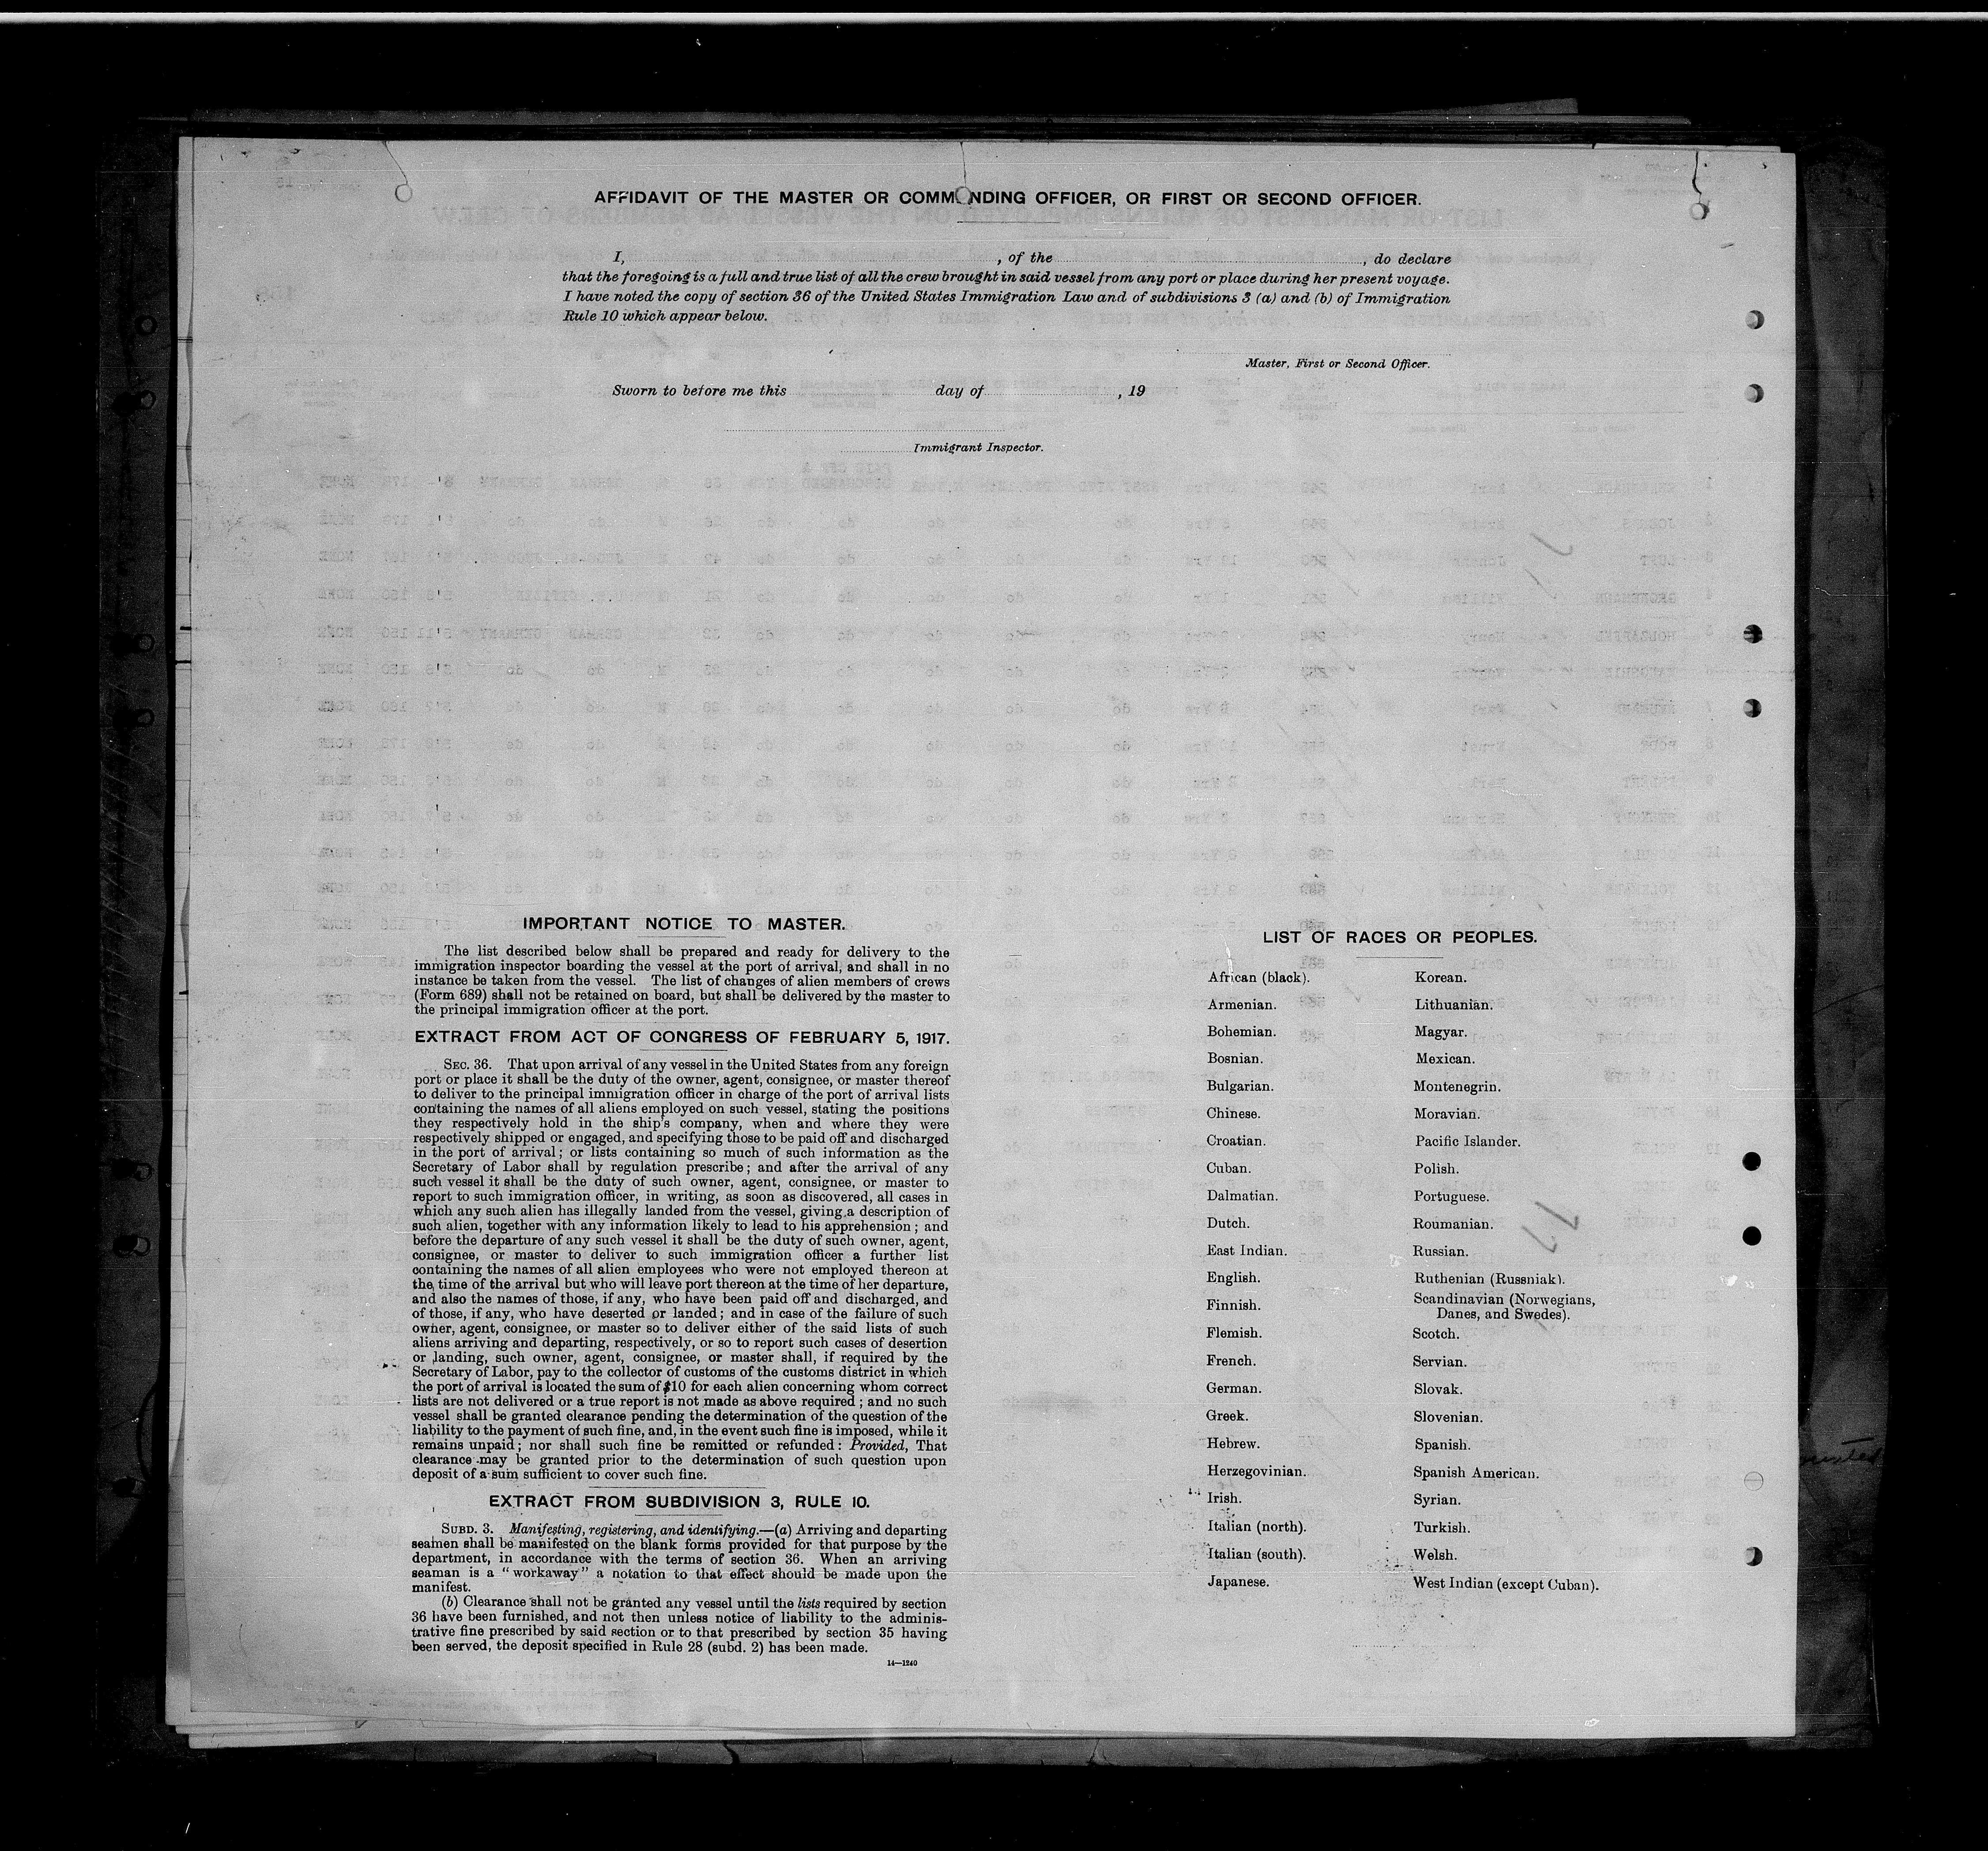 AFFIDAVIT OF THE MASTER OR COMMANDING OFFICER, OR FIRST OR SECOND OFFICER.
I, , of the , do declare
that the foregoing is a full and true list of all the crew brought in said vessel from any port or place during her present voyage.
I have noted the copy of section 36 of the United States Immigration Law and of subdivisions 3 (a) and (b) of Immigration
Rule 10 which appear below.
Master, First or Second Officer.
Sworn to before me this day of , 19
Immigrant Inspector.
IMPORTANT NOTICE TO MASTER.
The list described below shall be prepared and ready for delivery to the
immigration inspector boarding the vessel at the port of arrival, and shall in no
instance be taken from the vessel. The list of changes of alien members of crews
(Form 689) shall not be retained on board, but shall be delivered by the master to
the principal immigration officer at the port.
EXTRACT FROM ACT OF CONGRESS OF FEBRUARY 5, 1917.
SEC. 36. That upon arrival of any vessel in the United States from any foreign
port or place it shall be the duty of the owner, agent, consignee, or master thereof
to deliver to the principal immigration officer in charge of the port of arrival lists
containing the names of all aliens employed on such vessel, stating the positions
they respectively hold in the ship's company, when and where they were
respectively shipped or engaged, and specifying those to be paid off and discharged
in the port of arrival; or lists containing so much of such information as the
Secretary of Labor shall by regulation prescribe; and after the arrival of any
such vessel it shall be the duty of such owner, agent, consignee, or master to
report to such immigration officer, in writing, as soon as discovered, all cases in
which any such alien has illegally landed from the vessel, giving a description of
such alien, together with any information likely to lead to his apprehension; and
before the departure of any such vessel it shall be the duty of such owner, agent,
consignee, or master to deliver to such immigration officer a further list
containing the names of all alien employees who were not employed thereon at
the time of the arrival but who will leave port thereon at the time of her departure,
and also the names of those, if any, who have been paid off and discharged, and
of those, if any, who have deserted or landed; and in case of the failure of such
owner, agent, consignee, or master so to deliver either of the said lists of such
aliens arriving and departing, respectively, or so to report such cases of desertion
or landing, such owner, agent, consignee, or master shall, if required by the
Secretary of Labor, pay to the collector of customs of the customs district in which
the port of arrival is located the sum of $10 for each alien concerning whom correct
lists are not delivered or a true report is not made as above required; and no such
vessel shall be granted clearance pending the determination of the question of the
liability to the payment of such fine, and, in the event such fine is imposed, while it
remains unpaid; nor shall such fine be remitted or refunded: Provided, That
clearance may be granted prior to the determination of such question upon
deposit of a sum sufficient to cover such fine.
EXTRACT FROM SUBDIVISION 3, RULE 10.
SUBD. 3. Manifesting, registering, and identifying.—(a) Arriving and departing
seamen shall be manifested on the blank forms provided for that purpose by the
department, in accordance with the terms of section 36. When an arriving
seaman is a "workaway" a notation to that effect should be made upon the
manifest.
(b) Clearance shall not be granted any vessel until the lists required by section
36 have been furnished, and not then unless notice of liability to the adminis-
trative fine prescribed by said section or to that prescribed by section 35 having
been served, the deposit specified in Rule 28 (subd. 2) has been made.
14—1240
LIST OF RACES OR PEOPLES.
African (black).
Armenian.
Bohemian.
Bosnian.
Bulgarian.
Chinese.
Croatian.
Cuban.
Dalmatian.
Dutch.
East Indian.
English.
Finnish.
Flemish.
French.
German.
Greek.
Hebrew.
Herzegovinian.
Irish.
Italian (north).
Italian (south).
Japanese.
Korean.
Lithuanian.
Magyar.
Mexican.
Montenegrin.
Moravian.
Pacific Islander.
Polish.
Portuguese.
Roumanian.
Russian.
Ruthenian (Russniak).
Scandinavian (Norwegians,
Danes, and Swedes).
Scotch.
Servian.
Slovak.
Slovenian.
Spanish.
Spanish American.
Syrian.
Turkish.
Welsh.
West Indian (except Cuban).